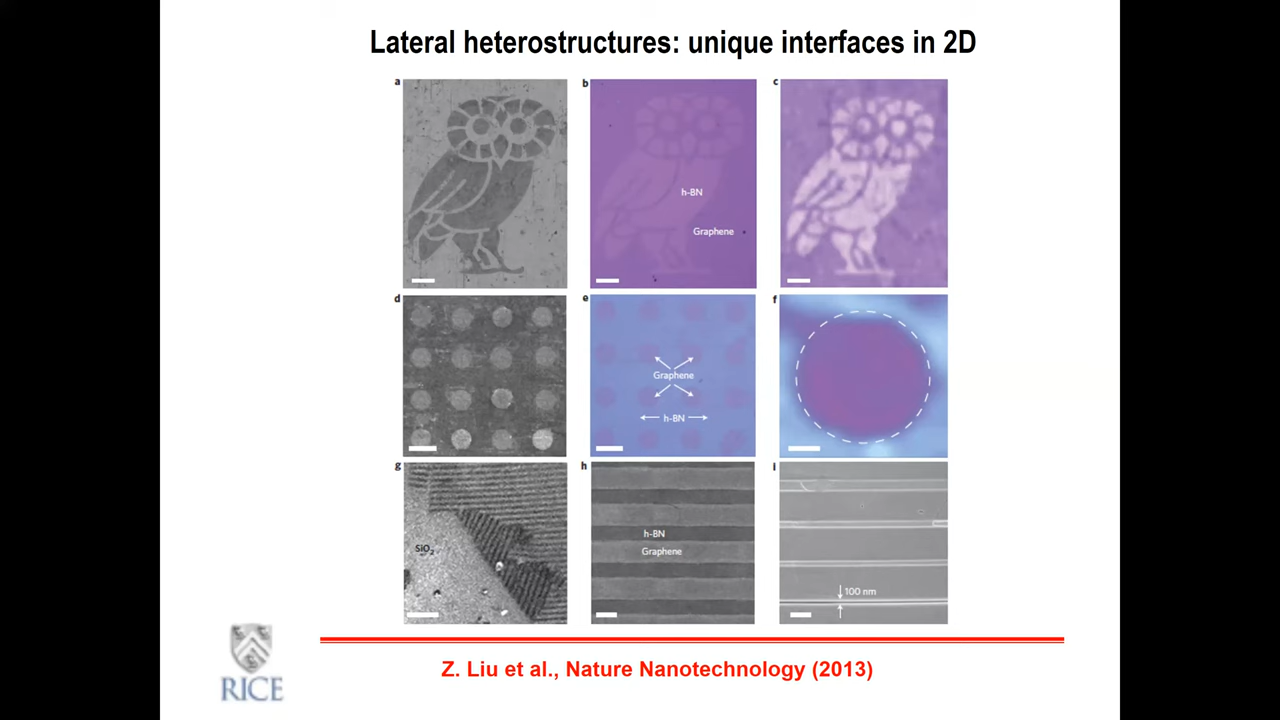 Lateral heterostructures: unique interfaces in 2D
a
b
c
h-BN
Graphene
d
e
f
Graphene
h-BN
g
h
i
SiO2
h-BN
Graphene
100 nm
RICE
Z. Liu et al., Nature Nanotechnology (2013)